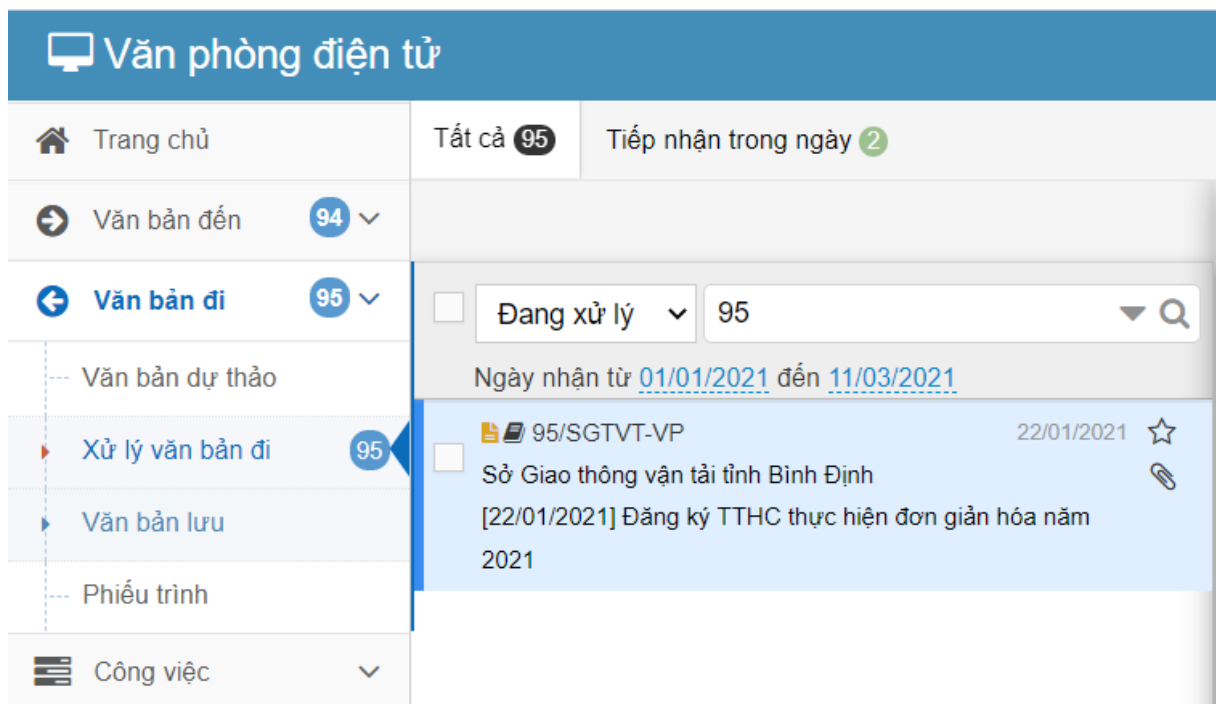 Văn phòng điện tử
Trang chủ
Văn bản đến 94
Văn bản đi 95
Văn bản dự thảo
Xử lý văn bản đi 95
Văn bản lưu
Phiếu trình
Công việc
Tất cả 95 Tiếp nhận trong ngày 2
Đang xử lý 95
Ngày nhận từ 01/01/2021 đến 11/03/2021
95/SGTVT-VP 22/01/2021
Sở Giao thông vận tải tỉnh Bình Định
[22/01/2021] Đăng ký TTHC thực hiện đơn giản hóa năm
2021